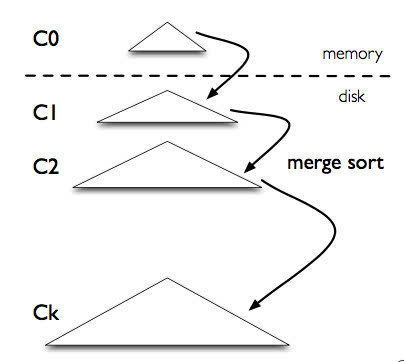 C0
memory
disk
C1
C2
merge sort
Ck